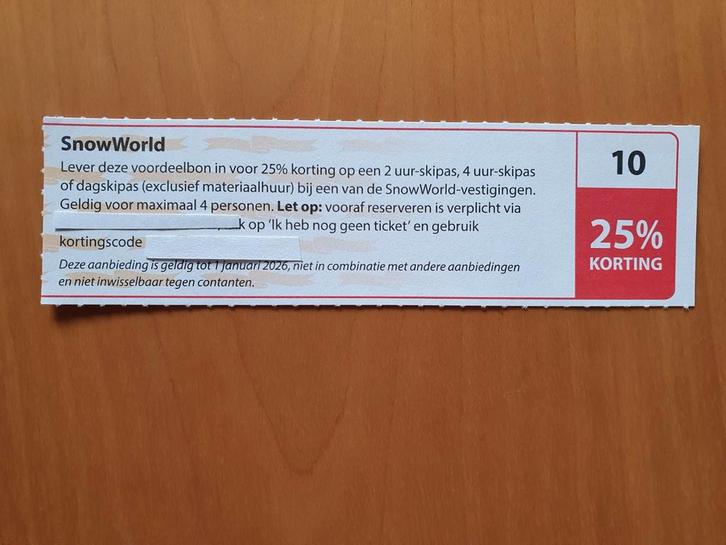 SnowWorld
Lever deze voordeelbon in voor 25% korting op een 2 uur-skipas, 4 uur-skipas
of dagskipas (exclusief materiaalhuur) bij een van de SnowWorld-vestigingen.
Geldig voor maximaal 4 personen. Let op: vooraf reserveren is verplicht via
op 'Ik heb nog geen ticket' en gebruik
kortingscode
Deze aanbieding is geldig tot 1 januari 2026, niet in combinatie met andere aanbiedingen
en niet inwisselbaar tegen contanten.
10
25%
KORTING